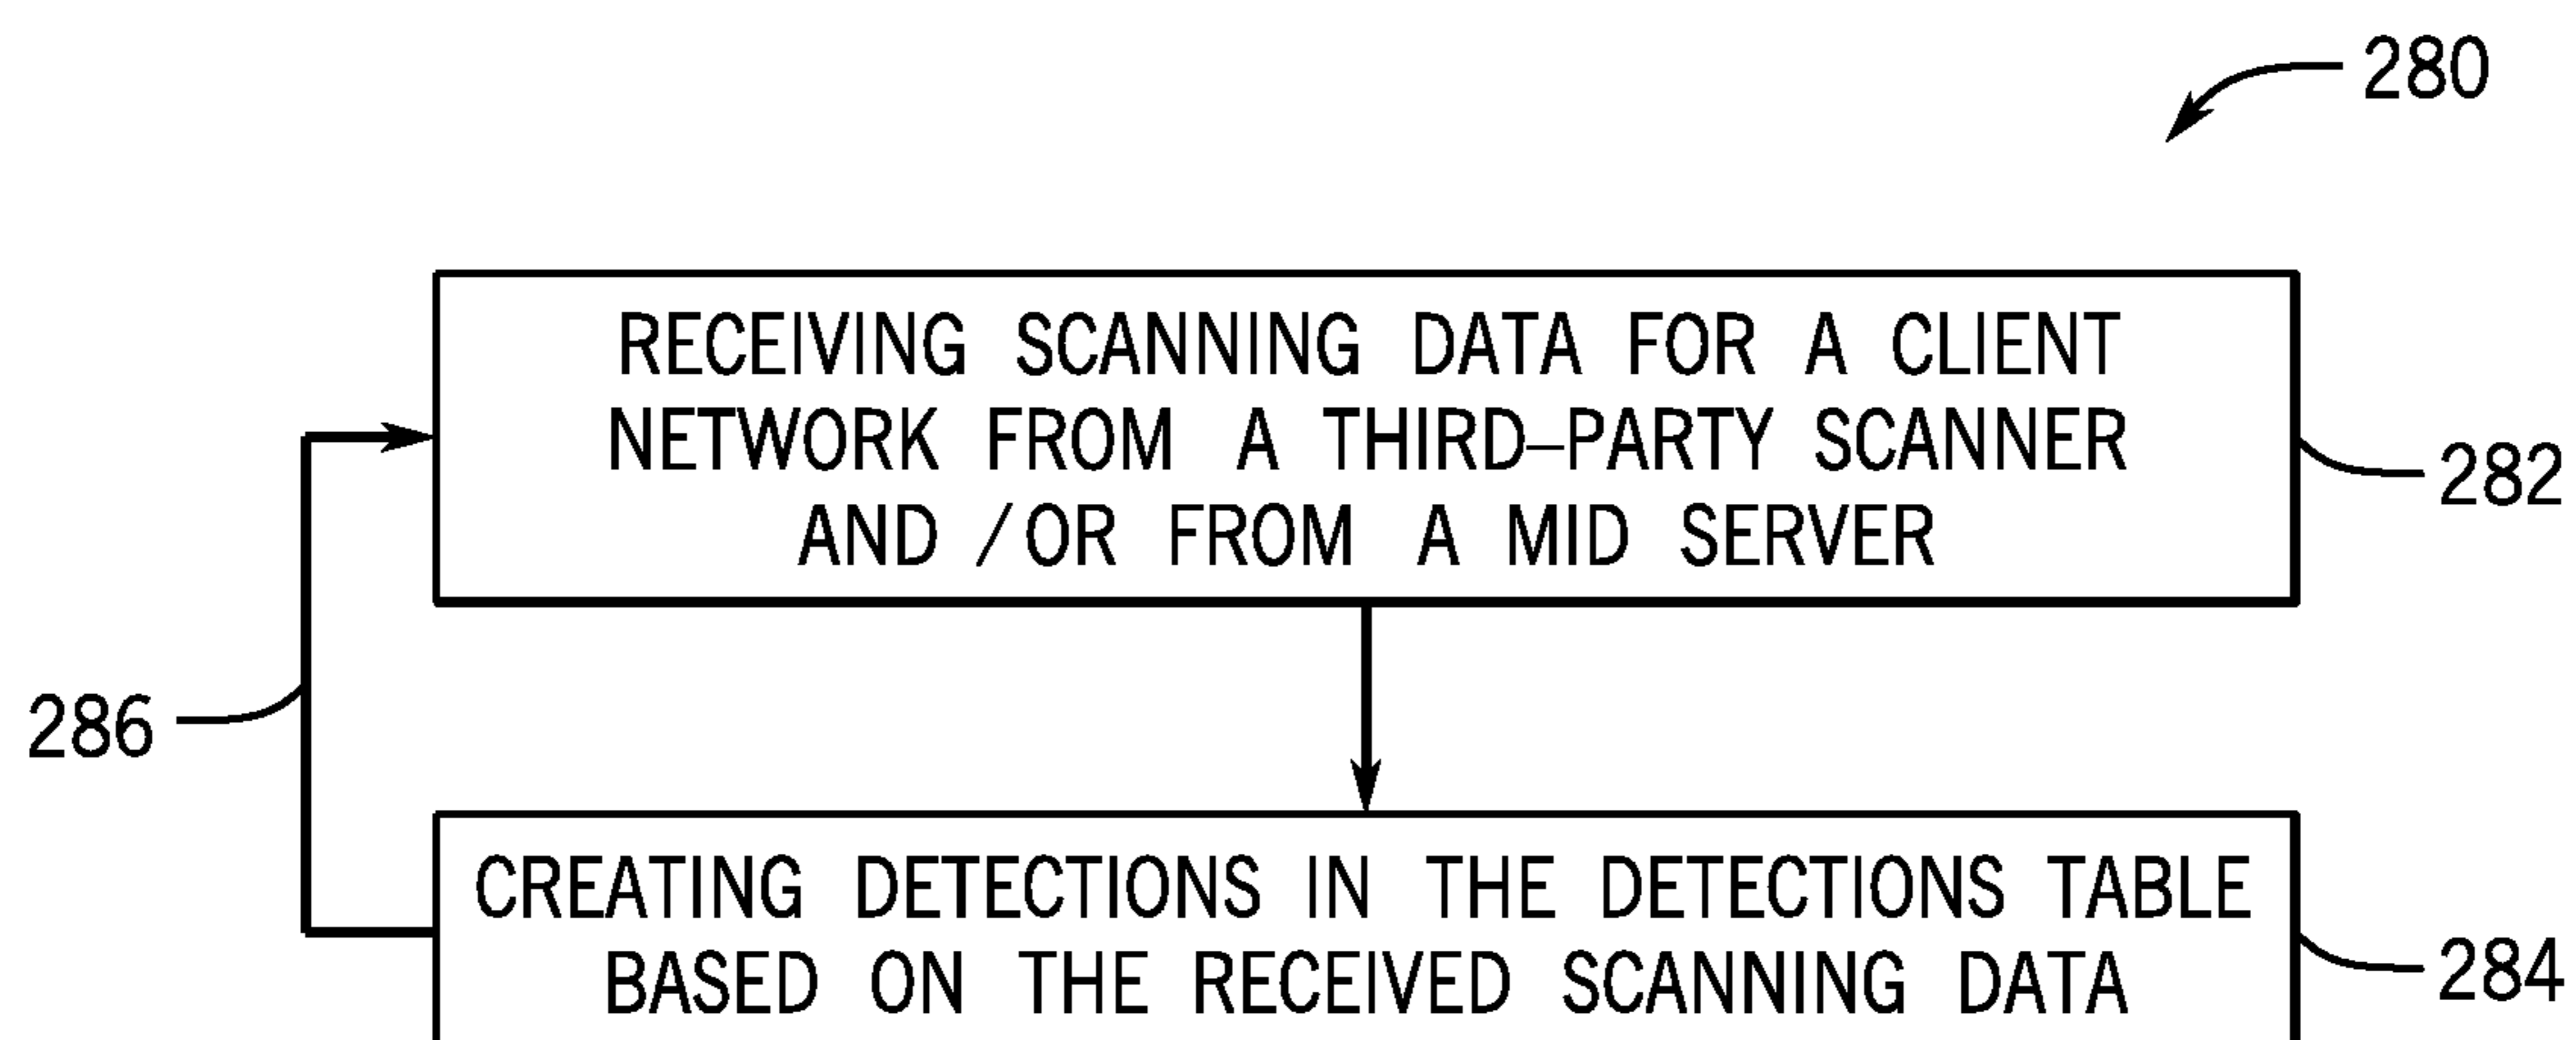 280
RECEIVING SCANNING DATA FOR A CLIENT
NETWORK FROM A THIRD–PARTY SCANNER
AND /OR FROM A MID SERVER
282
286
CREATING DETECTIONS IN THE DETECTIONS TABLE
BASED ON THE RECEIVED SCANNING DATA
284